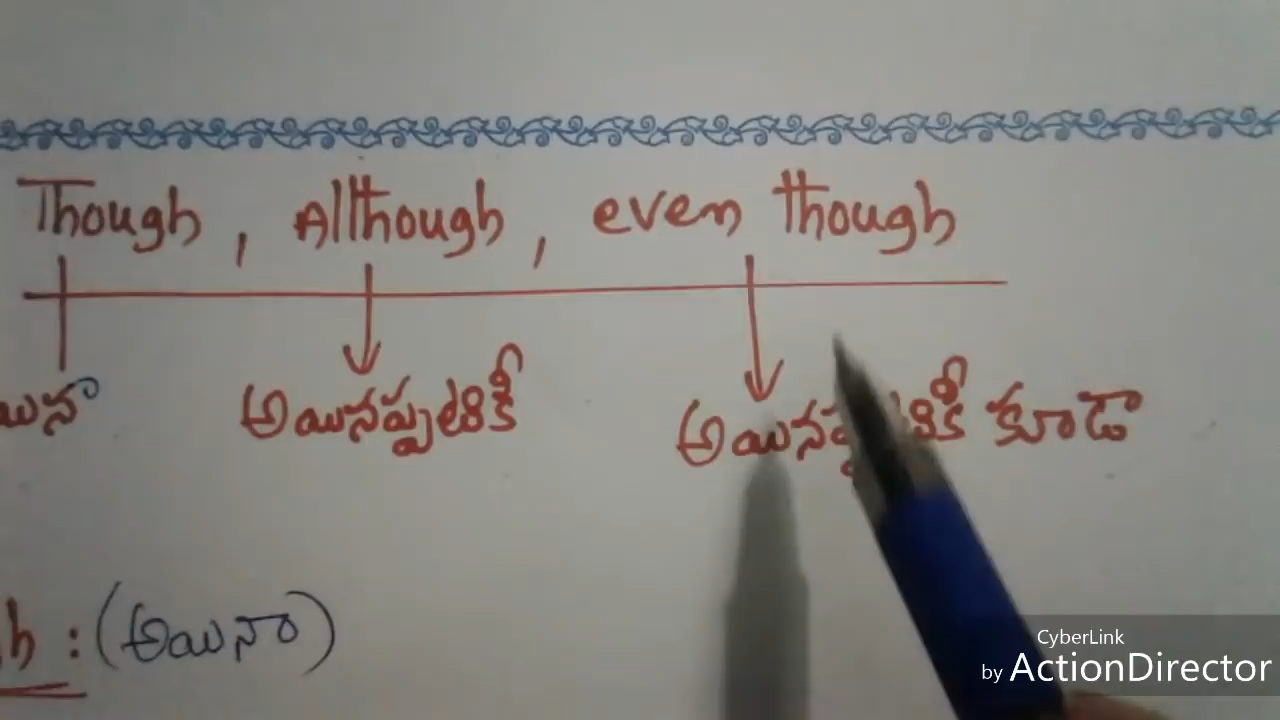 Though, Although, even though
యినా అయినప్పటికీ కూడా
: (అయినా)
CyberLink
by ActionDirector